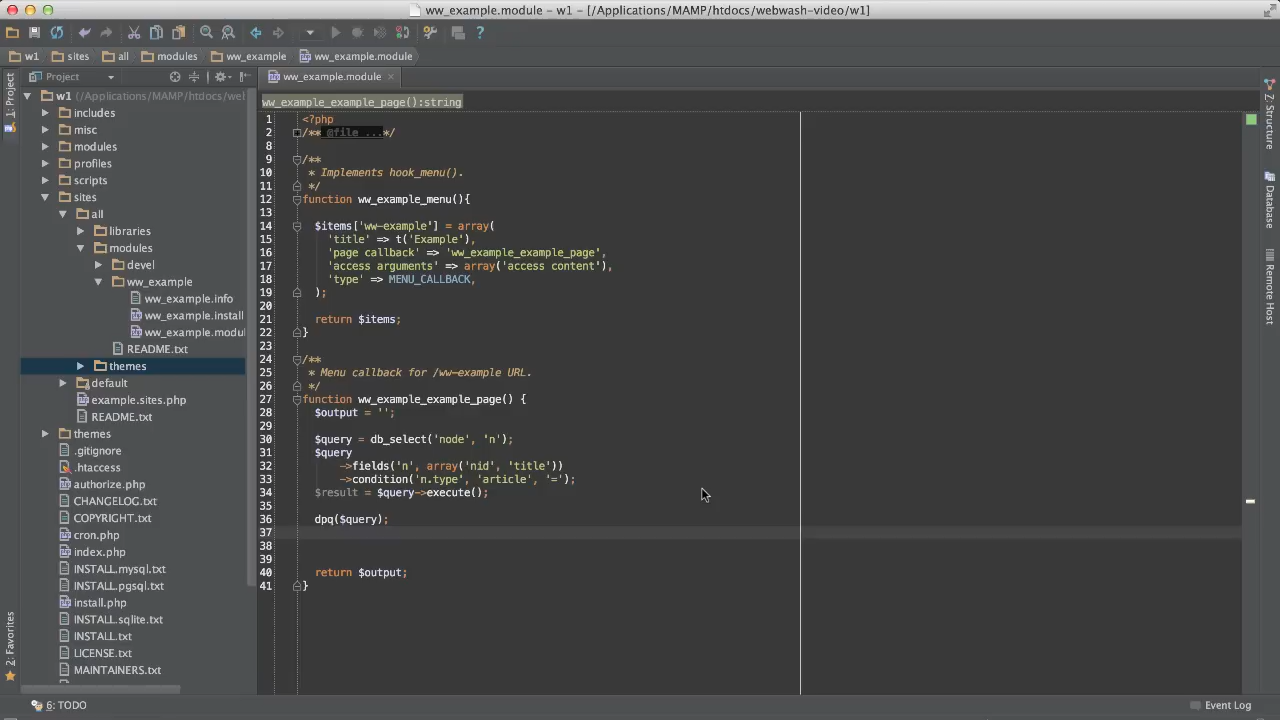 ww_example.module – w1 – [/Applications/MAMP/htdocs/webwash-video/w1]
w1 sites all modules ww_example ww_example.module
Project
ww_example.module
1: Project
2: Favorites
w1 (/Applications/MAMP/htdocs/wel
includes
misc
modules
profiles
scripts
sites
all
libraries
modules
devel
ww_example
ww_example.info
ww_example.install
ww_example.modul
README.txt
themes
default
example.sites.php
README.txt
themes
.gitignore
.htaccess
authorize.php
CHANGELOG.txt
COPYRIGHT.txt
cron.php
index.php
INSTALL.mysql.txt
INSTALL.pgsql.txt
install.php
INSTALL.sqlite.txt
INSTALL.txt
LICENSE.txt
MAINTAINERS.txt
ww_example_example_page():string
1 <?php
2 /** @file ...*/
8
9 /**
10 * Implements hook_menu().
11 */
12 function ww_example_menu(){
13
14 $items['ww-example'] = array(
15 'title' => t('Example'),
16 'page callback' => 'ww_example_example_page',
17 'access arguments' => array('access content'),
18 'type' => MENU_CALLBACK,
19 );
20
21 return $items;
22 }
23
24 /**
25 * Menu callback for /ww-example URL.
26 */
27 function ww_example_example_page() {
28 $output = '';
29
30 $query = db_select('node', 'n');
31 $query
32 ->fields('n', array('nid', 'title'))
33 ->condition('n.type', 'article', '=');
34 $result = $query->execute();
35
36 dpq($query);
37
38
39
40 return $output;
41 }
Z: Structure
Database
Remote Host
6: TODO
Event Log